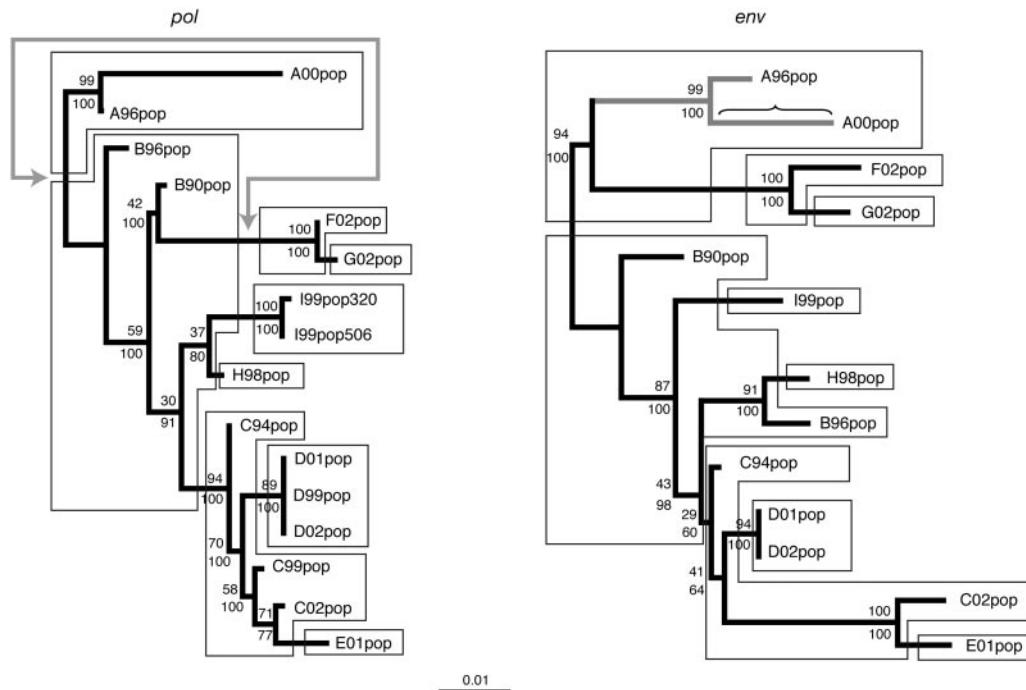 pol
99
100
A00pop
A96pop
B96pop
42
100
B90pop
100
100
F02pop
G02pop
59
100
37
80
100
100
I99pop320
I99pop506
H98pop
30
91
C94pop
94
100
89
100
D01pop
D99pop
D02pop
70
100
58
100
C99pop
71
77
C02pop
E01pop
env
94
100
99
100
A96pop
A00pop
100
100
F02pop
G02pop
B90pop
I99pop
87
100
91
100
H98pop
B96pop
43
98
29
60
C94pop
94
100
D01pop
D02pop
41
64
100
100
C02pop
E01pop
0.01